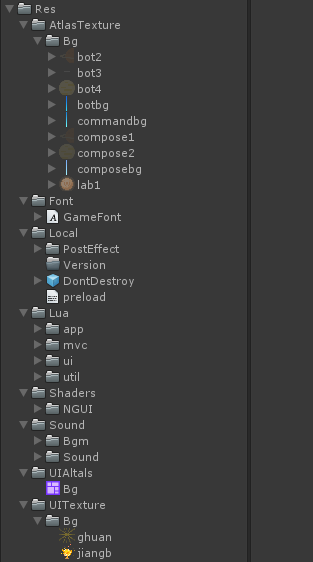 Res
AtlasTexture
Bg
bot2
bot3
bot4
botbg
commandbg
compose1
compose2
composebg
lab1
Font
GameFont
Local
PostEffect
Version
DontDestroy
preload
Lua
app
mvc
ui
util
Shaders
NGUI
Sound
Bgm
Sound
UIAltals
Bg
UITexture
Bg
ghuan
jiangb